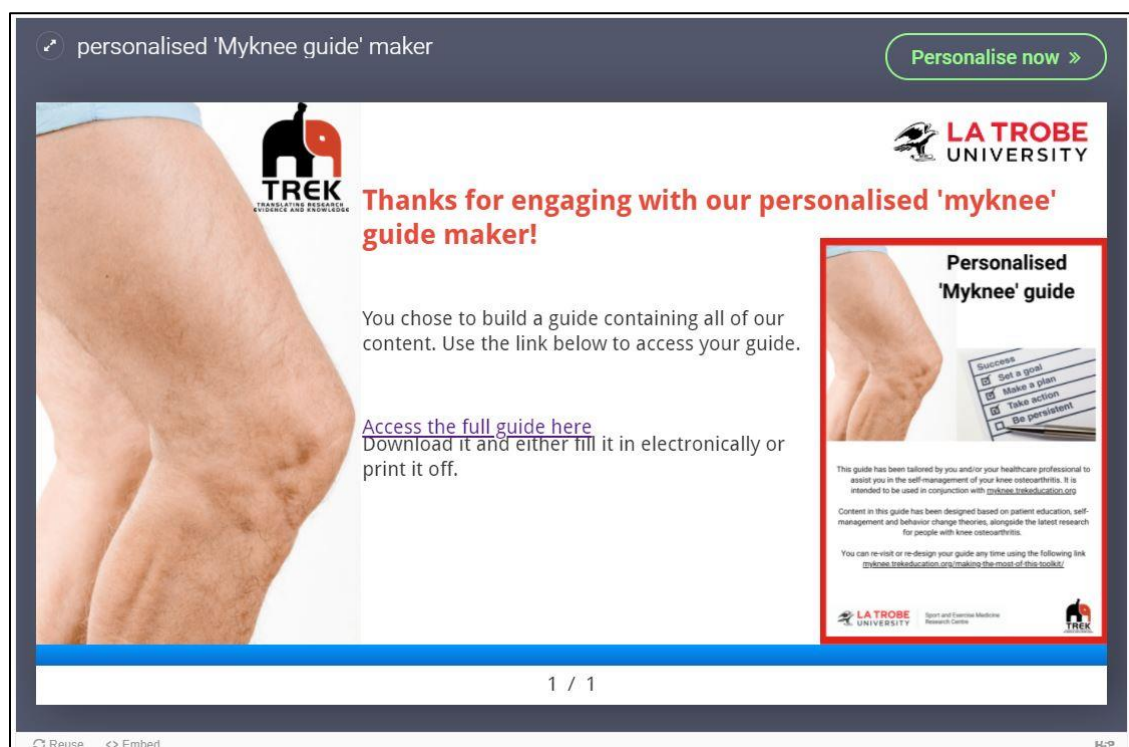 personalised 'Myknee guide' maker
Personalise now »
TREK
TRANSLATING RESEARCH
EVIDENCE AND KNOWLEDGE
LA TROBE
UNIVERSITY
Thanks for engaging with our personalised 'myknee'
guide maker!
You chose to build a guide containing all of our
content. Use the link below to access your guide.
Access the full guide here
Download it and either fill it in electronically or
print it off.
Personalised
'Myknee' guide
Success
Set a goal
Make a plan
Take action
Be persistent
This guide has been tailored by you and/or your healthcare professional to
assist you in the self-management of your knee osteoarthritis. It is
intended to be used in conjunction with myknee.trekeducation.org
Content in this guide has been designed based on patient education, self-
management and behavior change theories, alongside the latest research
for people with knee osteoarthritis.
You can re-visit or re-design your guide any time using the following link
myknee.trekeducation.org/making-the-most-of-this-toolkit/
LA TROBE
UNIVERSITY
Sport and Exercise Medicine
Research Centre
TREK
1 / 1
Reuse
<> Embed
H5P